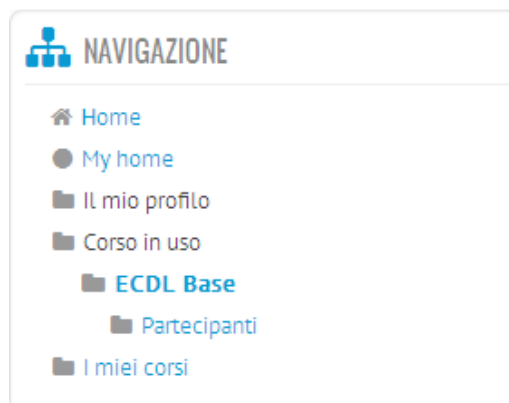 NAVIGAZIONE
Home
My home
Il mio profilo
Corso in uso
ECDL Base
Partecipanti
I miei corsi